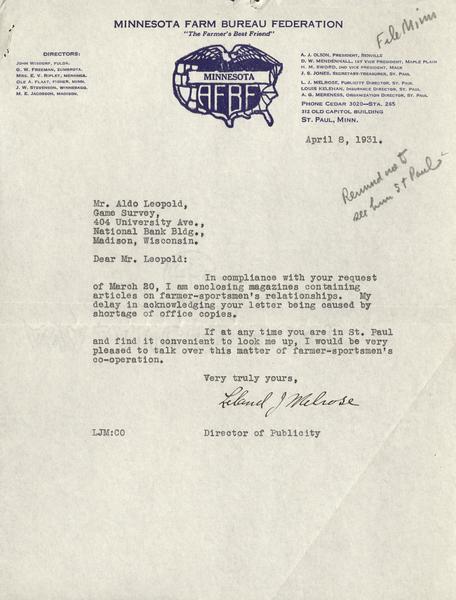 MINNESOTA FARM BUREAU FEDERATION
"The Farmer's Best Friend"
File Minn
DIRECTORS:
JOHN WISDORF, FULDA.
O. W. FREEMAN, ZUMBROTA.
MRS. E. V. RIPLEY, MENAHGA.
OLE A. FLAAT, FISHER, MINN.
J. W. STEVENSON, WINNEBAGO.
M. E. JACOBSON, MADISON.
MINNESOTA
AFBF
A. J. OLSON, PRESIDENT, RENVILLE
D. W. MENDENHALL, 1ST VICE PRESIDENT, MAPLE PLAIN
H. M. SWORD, 2ND VICE PRESIDENT, MACK
J. S. JONES, SECRETARY-TREASURER, ST. PAUL
L. J. MELROSE, PUBLICITY DIRECTOR, ST. PAUL
LOUIS KELEHAN, INSURANCE DIRECTOR, ST. PAUL
A. G. MERENESS, ORGANIZATION DIRECTOR, ST. PAUL
PHONE CEDAR 3020—STA. 265
312 OLD CAPITOL BUILDING
ST. PAUL, MINN.
April 8, 1931.
Remind me to
see him St Paul
Mr. Aldo Leopold,
Game Survey,
404 University Ave.,
National Bank Bldg.,
Madison, Wisconsin.
Dear Mr. Leopold:
In compliance with your request
of March 20, I am enclosing magazines containing
articles on farmer-sportsmen's relationships. My
delay in acknowledging your letter being caused by
shortage of office copies.
If at any time you are in St. Paul
and find it convenient to look me up, I would be very
pleased to talk over this matter of farmer-sportsmen's
co-operation.
Very truly yours,
Leland J Melrose
LJM:CO Director of Publicity